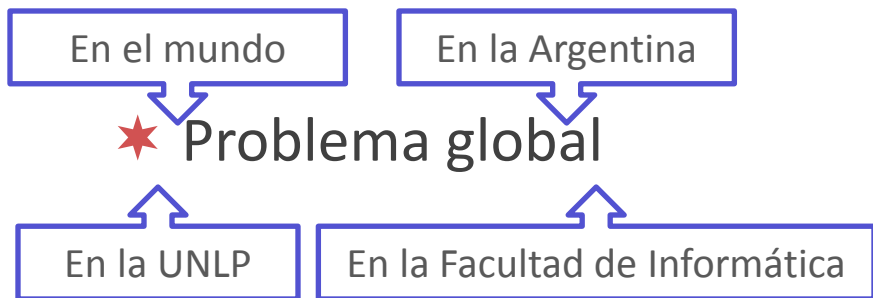 En el mundo
En la Argentina
Problema global
En la UNLP
En la Facultad de Informática